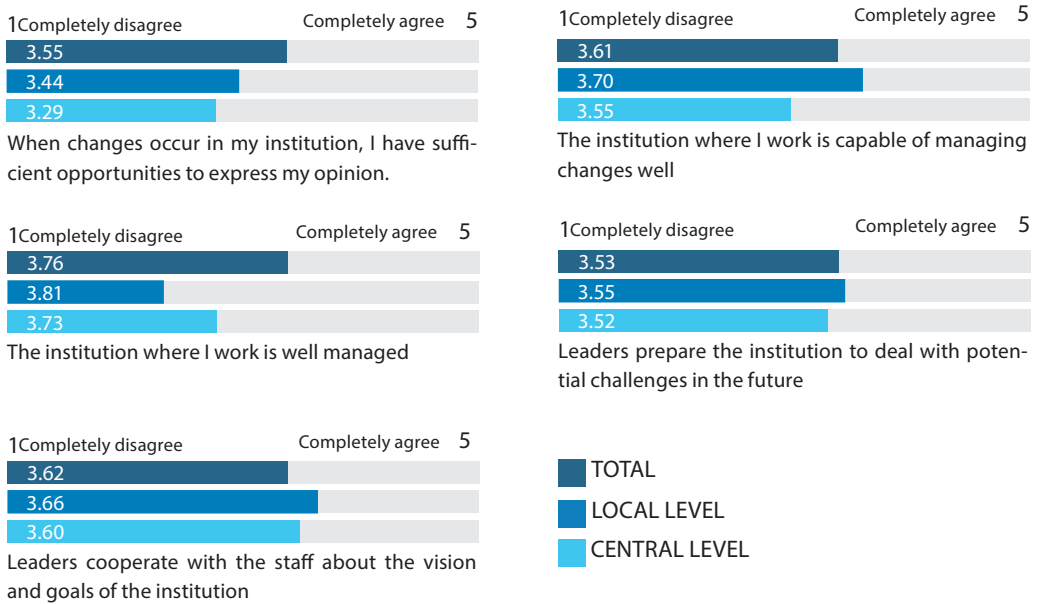 1Completely disagree Completely agree 5
3.55
3.44
3.29
When changes occur in my institution, I have suffi-
cient opportunities to express my opinion.
1Completely disagree Completely agree 5
3.61
3.70
3.55
The institution where I work is capable of managing
changes well
1Completely disagree Completely agree 5
3.76
3.81
3.73
The institution where I work is well managed
1Completely disagree Completely agree 5
3.53
3.55
3.52
Leaders prepare the institution to deal with poten-
tial challenges in the future
1Completely disagree Completely agree 5
3.62
3.66
3.60
Leaders cooperate with the staff about the vision
and goals of the institution
TOTAL
LOCAL LEVEL
CENTRAL LEVEL